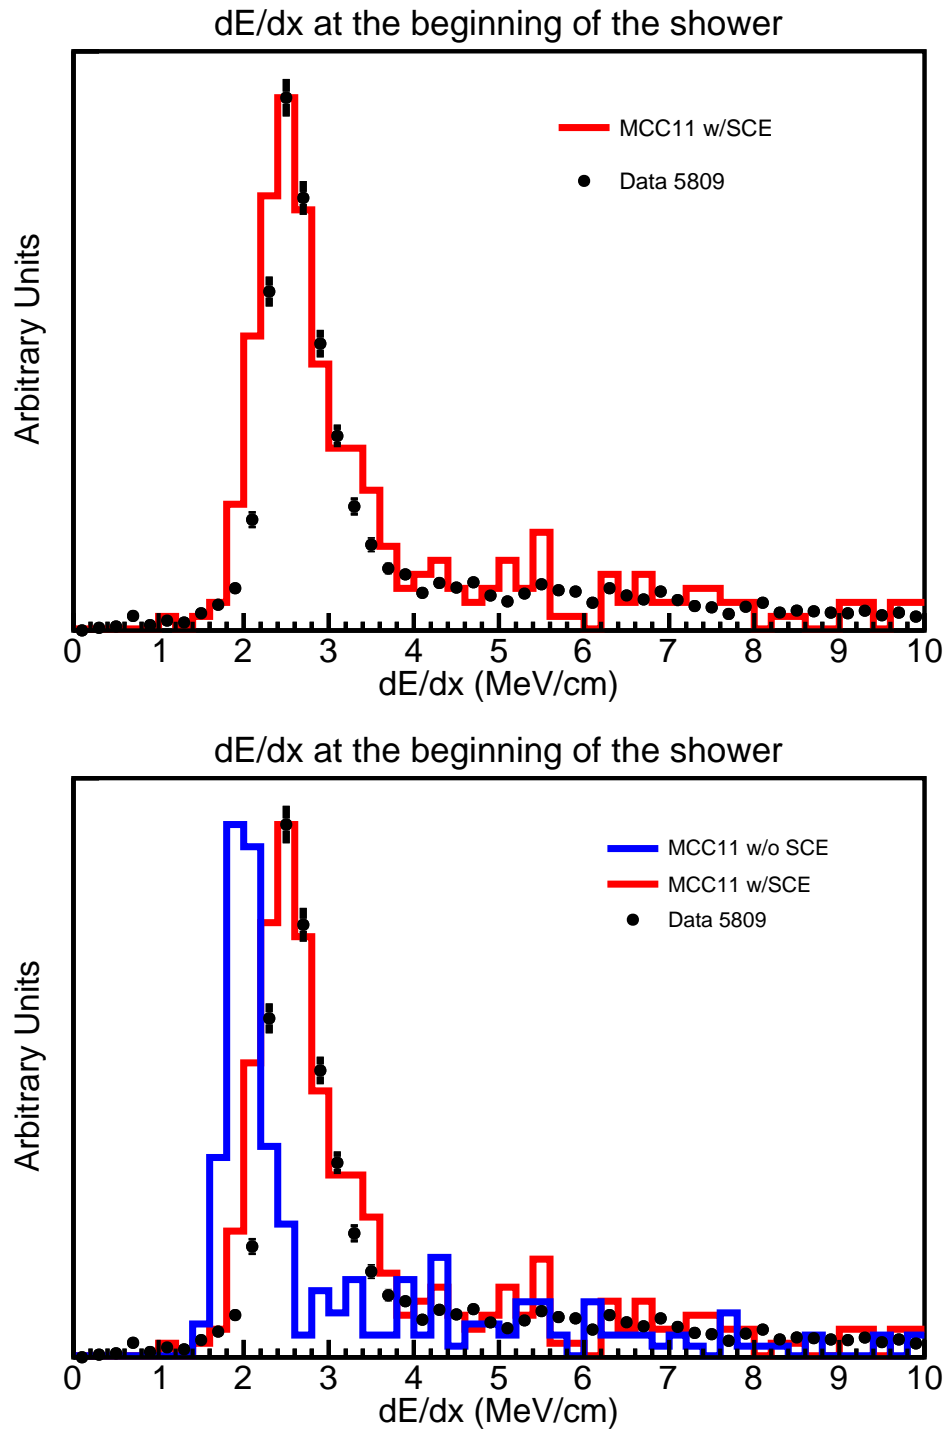 dE/dx at the beginning of the shower
MCC11 w/SCE
Data 5809
Arbitrary Units
0 1 2 3 4 5 6 7 8 9 10
dE/dx (MeV/cm)
dE/dx at the beginning of the shower
MCC11 w/o SCE
MCC11 w/SCE
Data 5809
Arbitrary Units
0 1 2 3 4 5 6 7 8 9 10
dE/dx (MeV/cm)